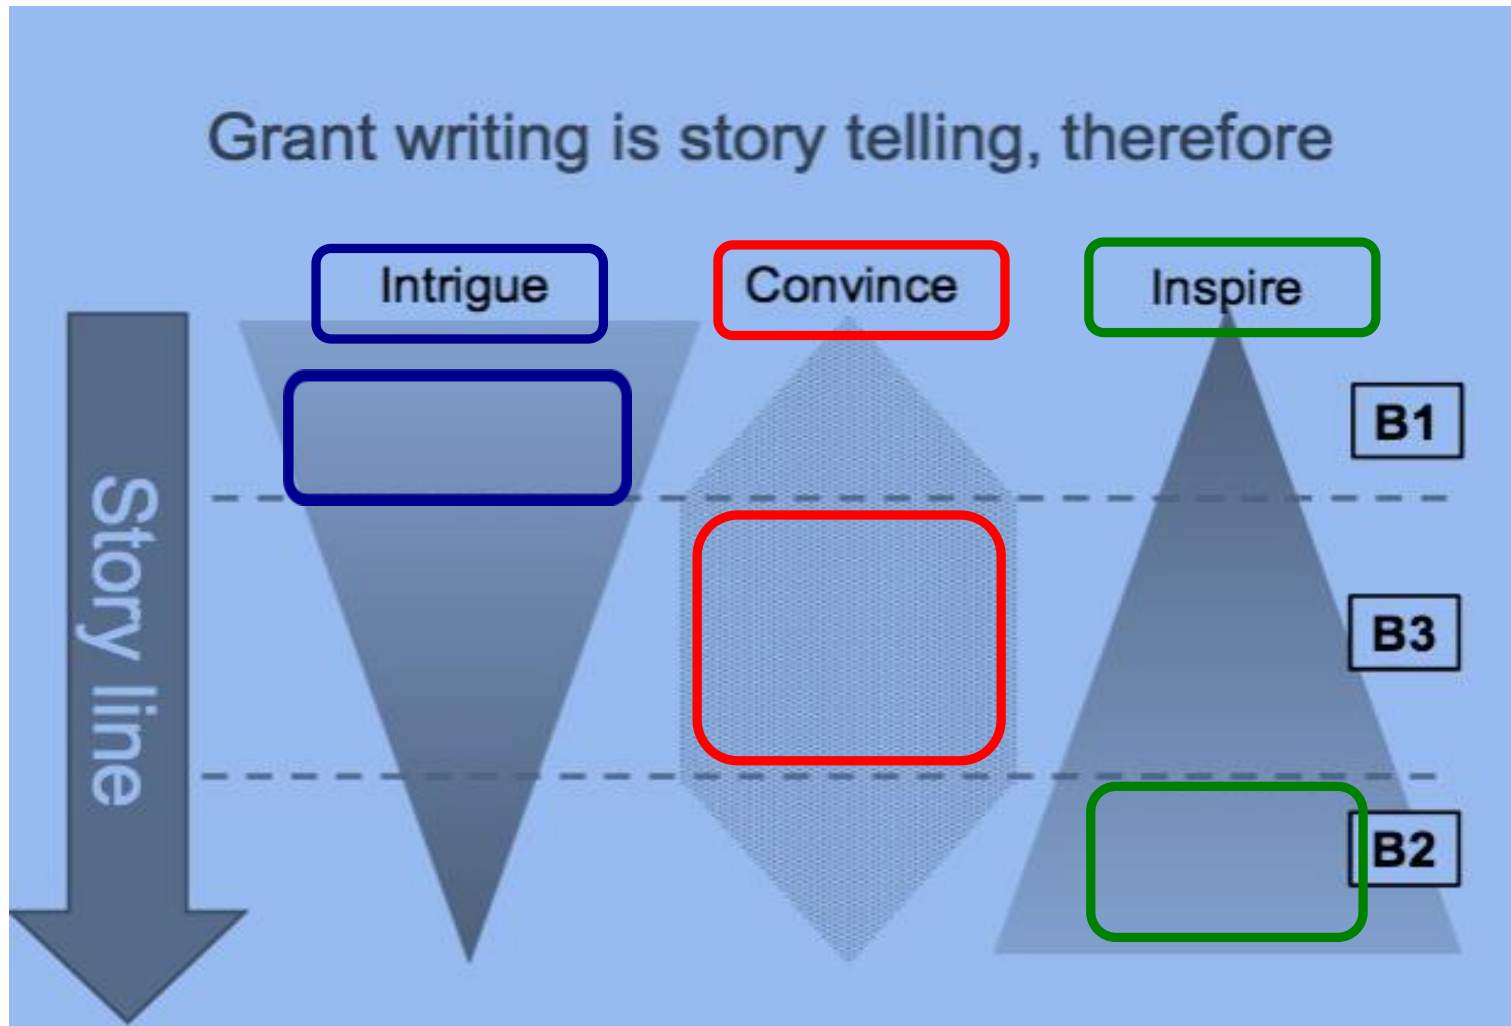 Grant writing is story telling, therefore
Intrigue
Convince
Inspire
Story line
B1
B3
B2